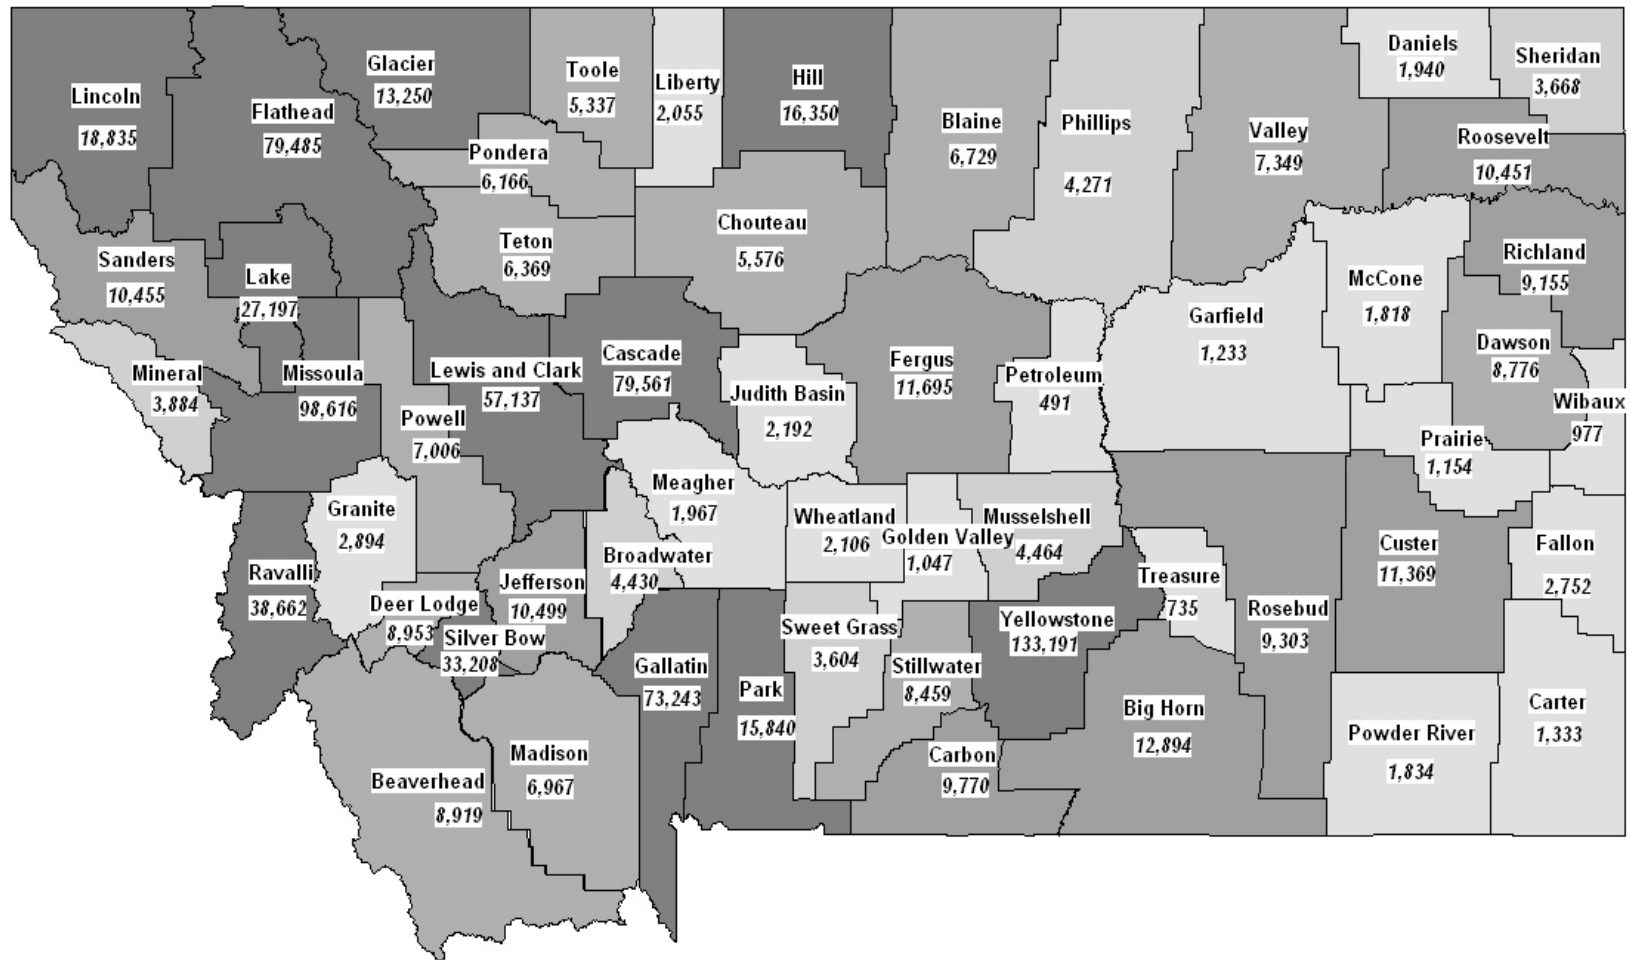 Lincoln
18,835
Flathead
79,485
Glacier
13,250
Toole
5,337
Liberty
2,055
Hill
16,350
Blaine
6,729
Phillips
4,271
Valley
7,349
Daniels
1,940
Sheridan
3,668
Roosevelt
10,451
Pondera
6,166
Teton
6,369
Chouteau
5,576
Sanders
10,455
Lake
27,197
Richland
9,155
McCone
1,818
Garfield
1,233
Dawson
8,776
Mineral
3,884
Missoula
98,616
Lewis and Clark
57,137
Cascade
79,561
Judith Basin
2,192
Fergus
11,695
Petroleum
491
Wibaux
977
Prairie
1,154
Powell
7,006
Meagher
1,967
Granite
2,894
Wheatland
2,106
Golden Valley
1,047
Musselshell
4,464
Broadwater
4,430
Custer
11,369
Fallon
2,752
Ravalli
38,662
Deer Lodge
8,953
Jefferson
10,499
Silver Bow
33,208
Treasure
735
Rosebud
9,303
Yellowstone
133,191
Sweet Grass
3,604
Stillwater
8,459
Gallatin
73,243
Park
15,840
Big Horn
12,894
Carter
1,333
Powder River
1,834
Carbon
9,770
Madison
6,967
Beaverhead
8,919